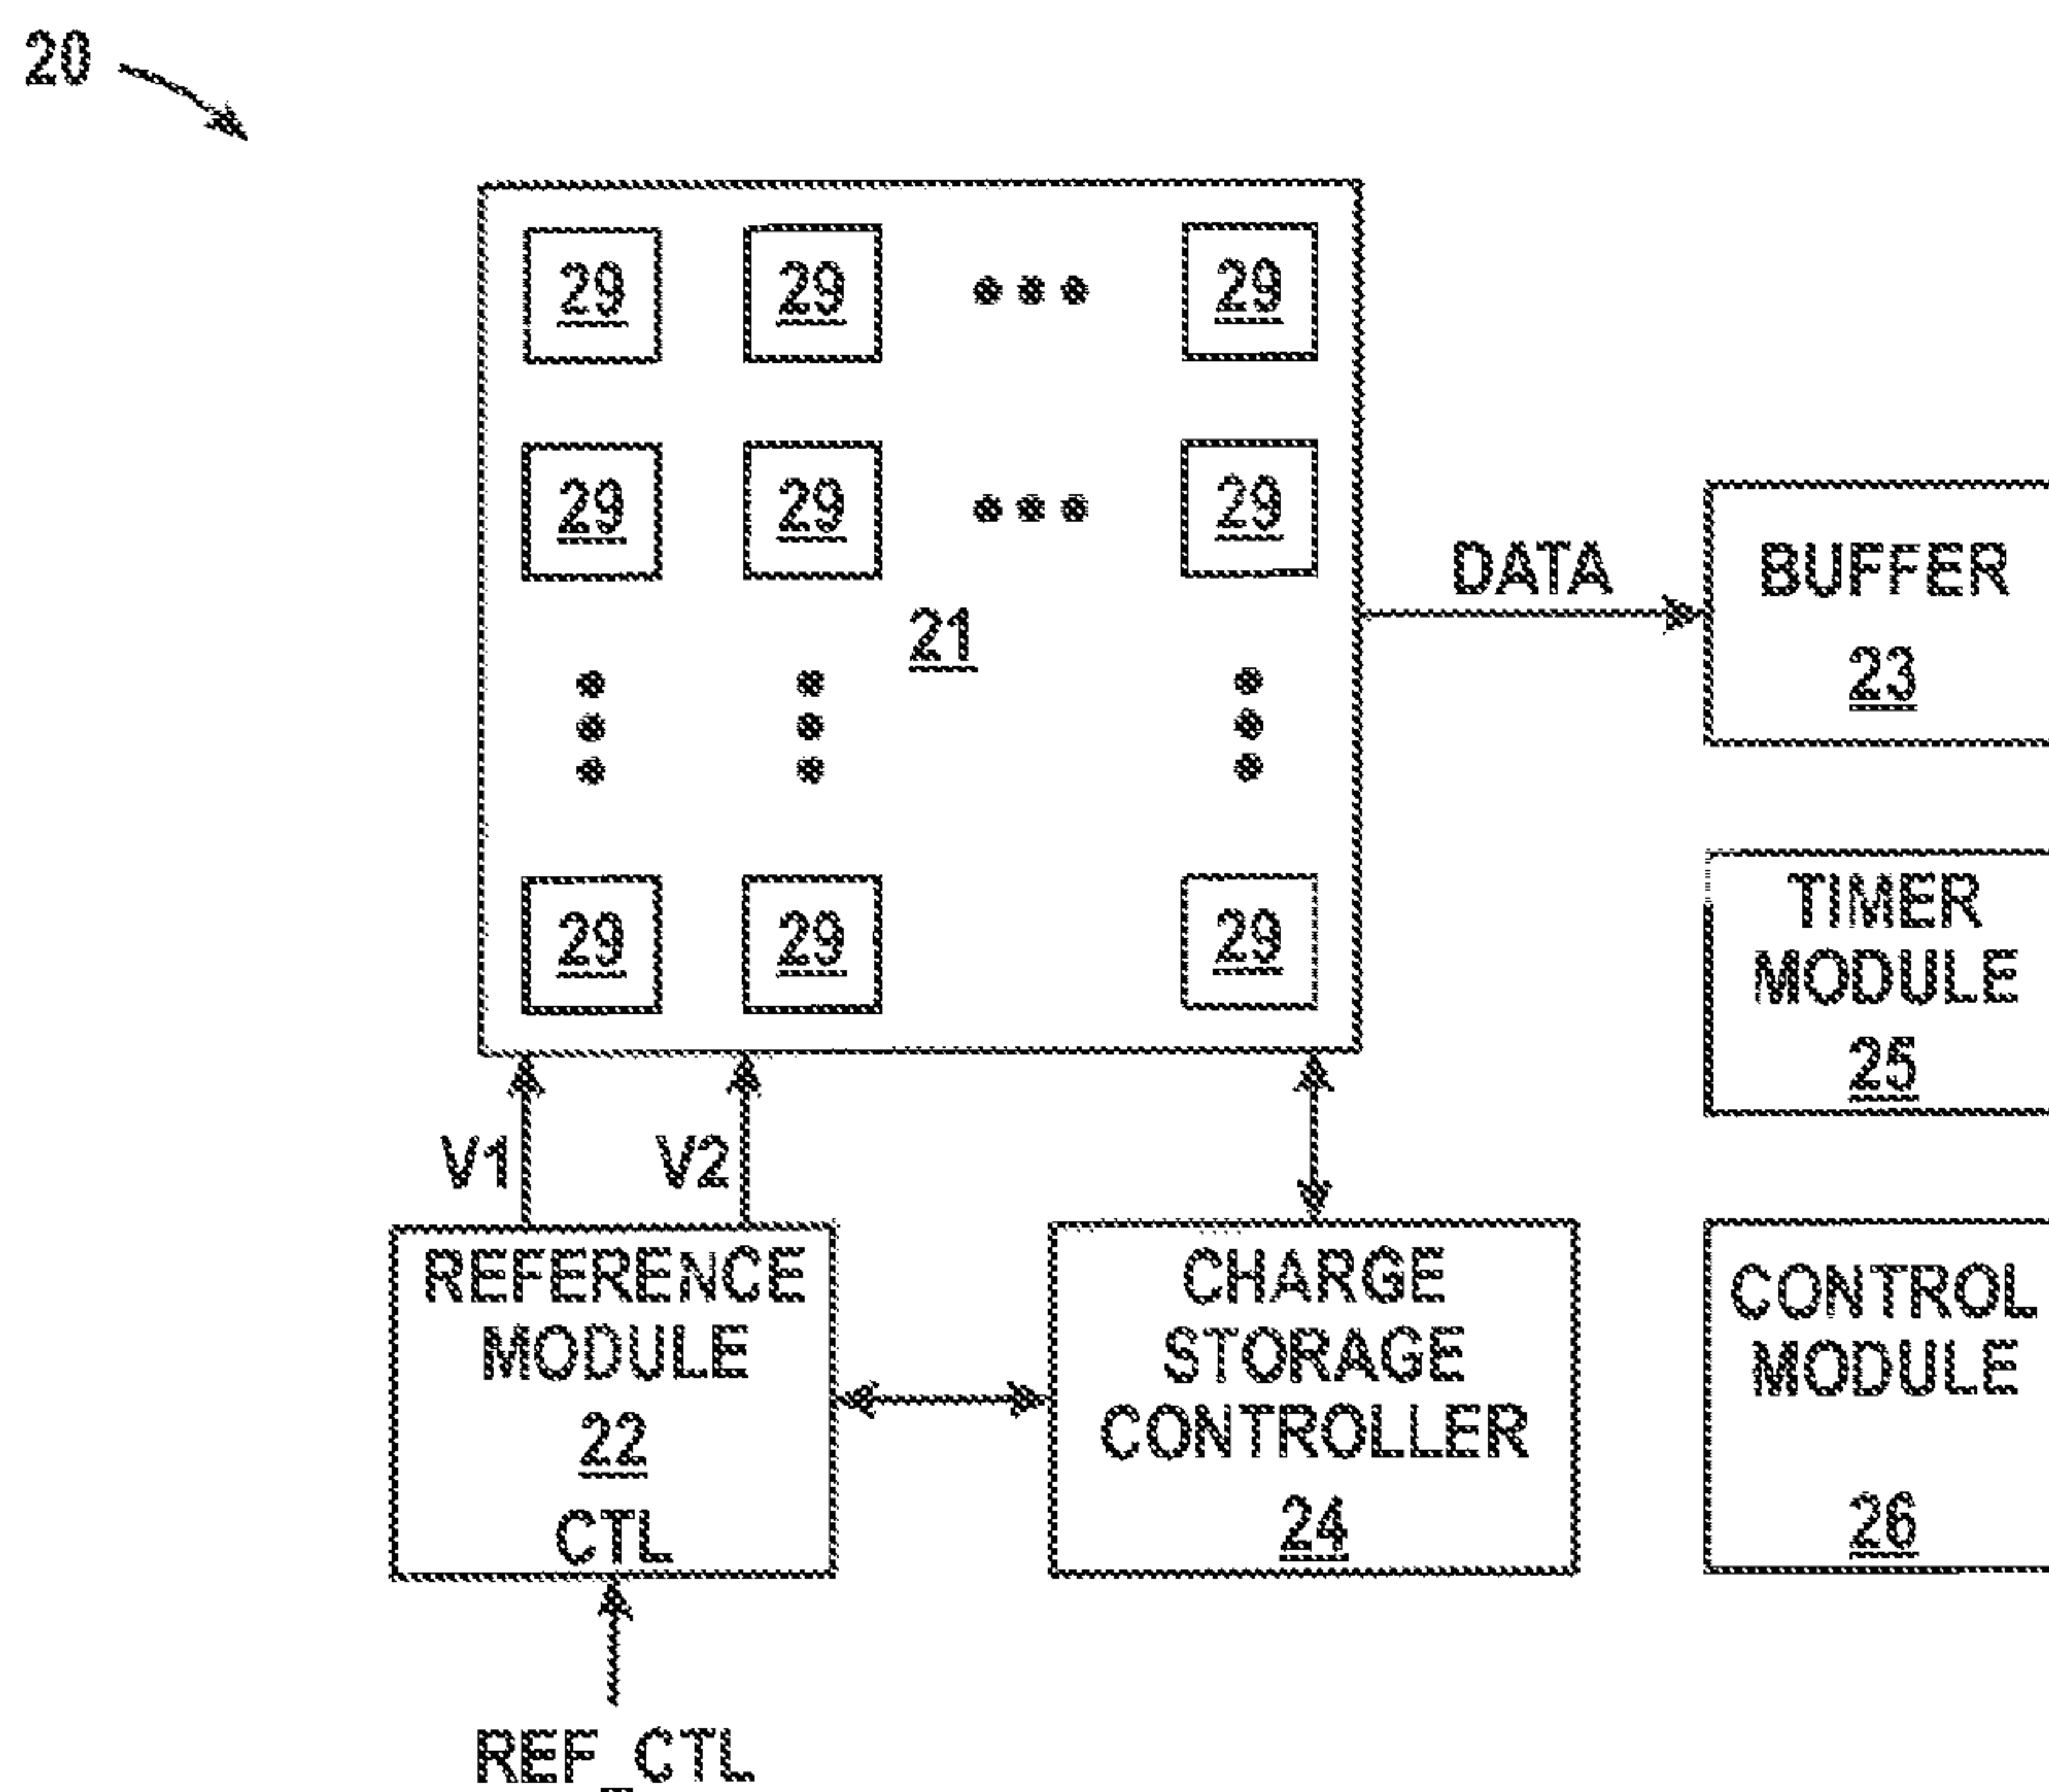 20
29 29 29
29 29 29
21
DATA
BUFFER
23
29 29 29
TIMER
MODULE
25
V1 V2
REFERENCE
MODULE
22
CTL
CHARGE
STORAGE
CONTROLLER
24
CONTROL
MODULE
26
REF_CTL